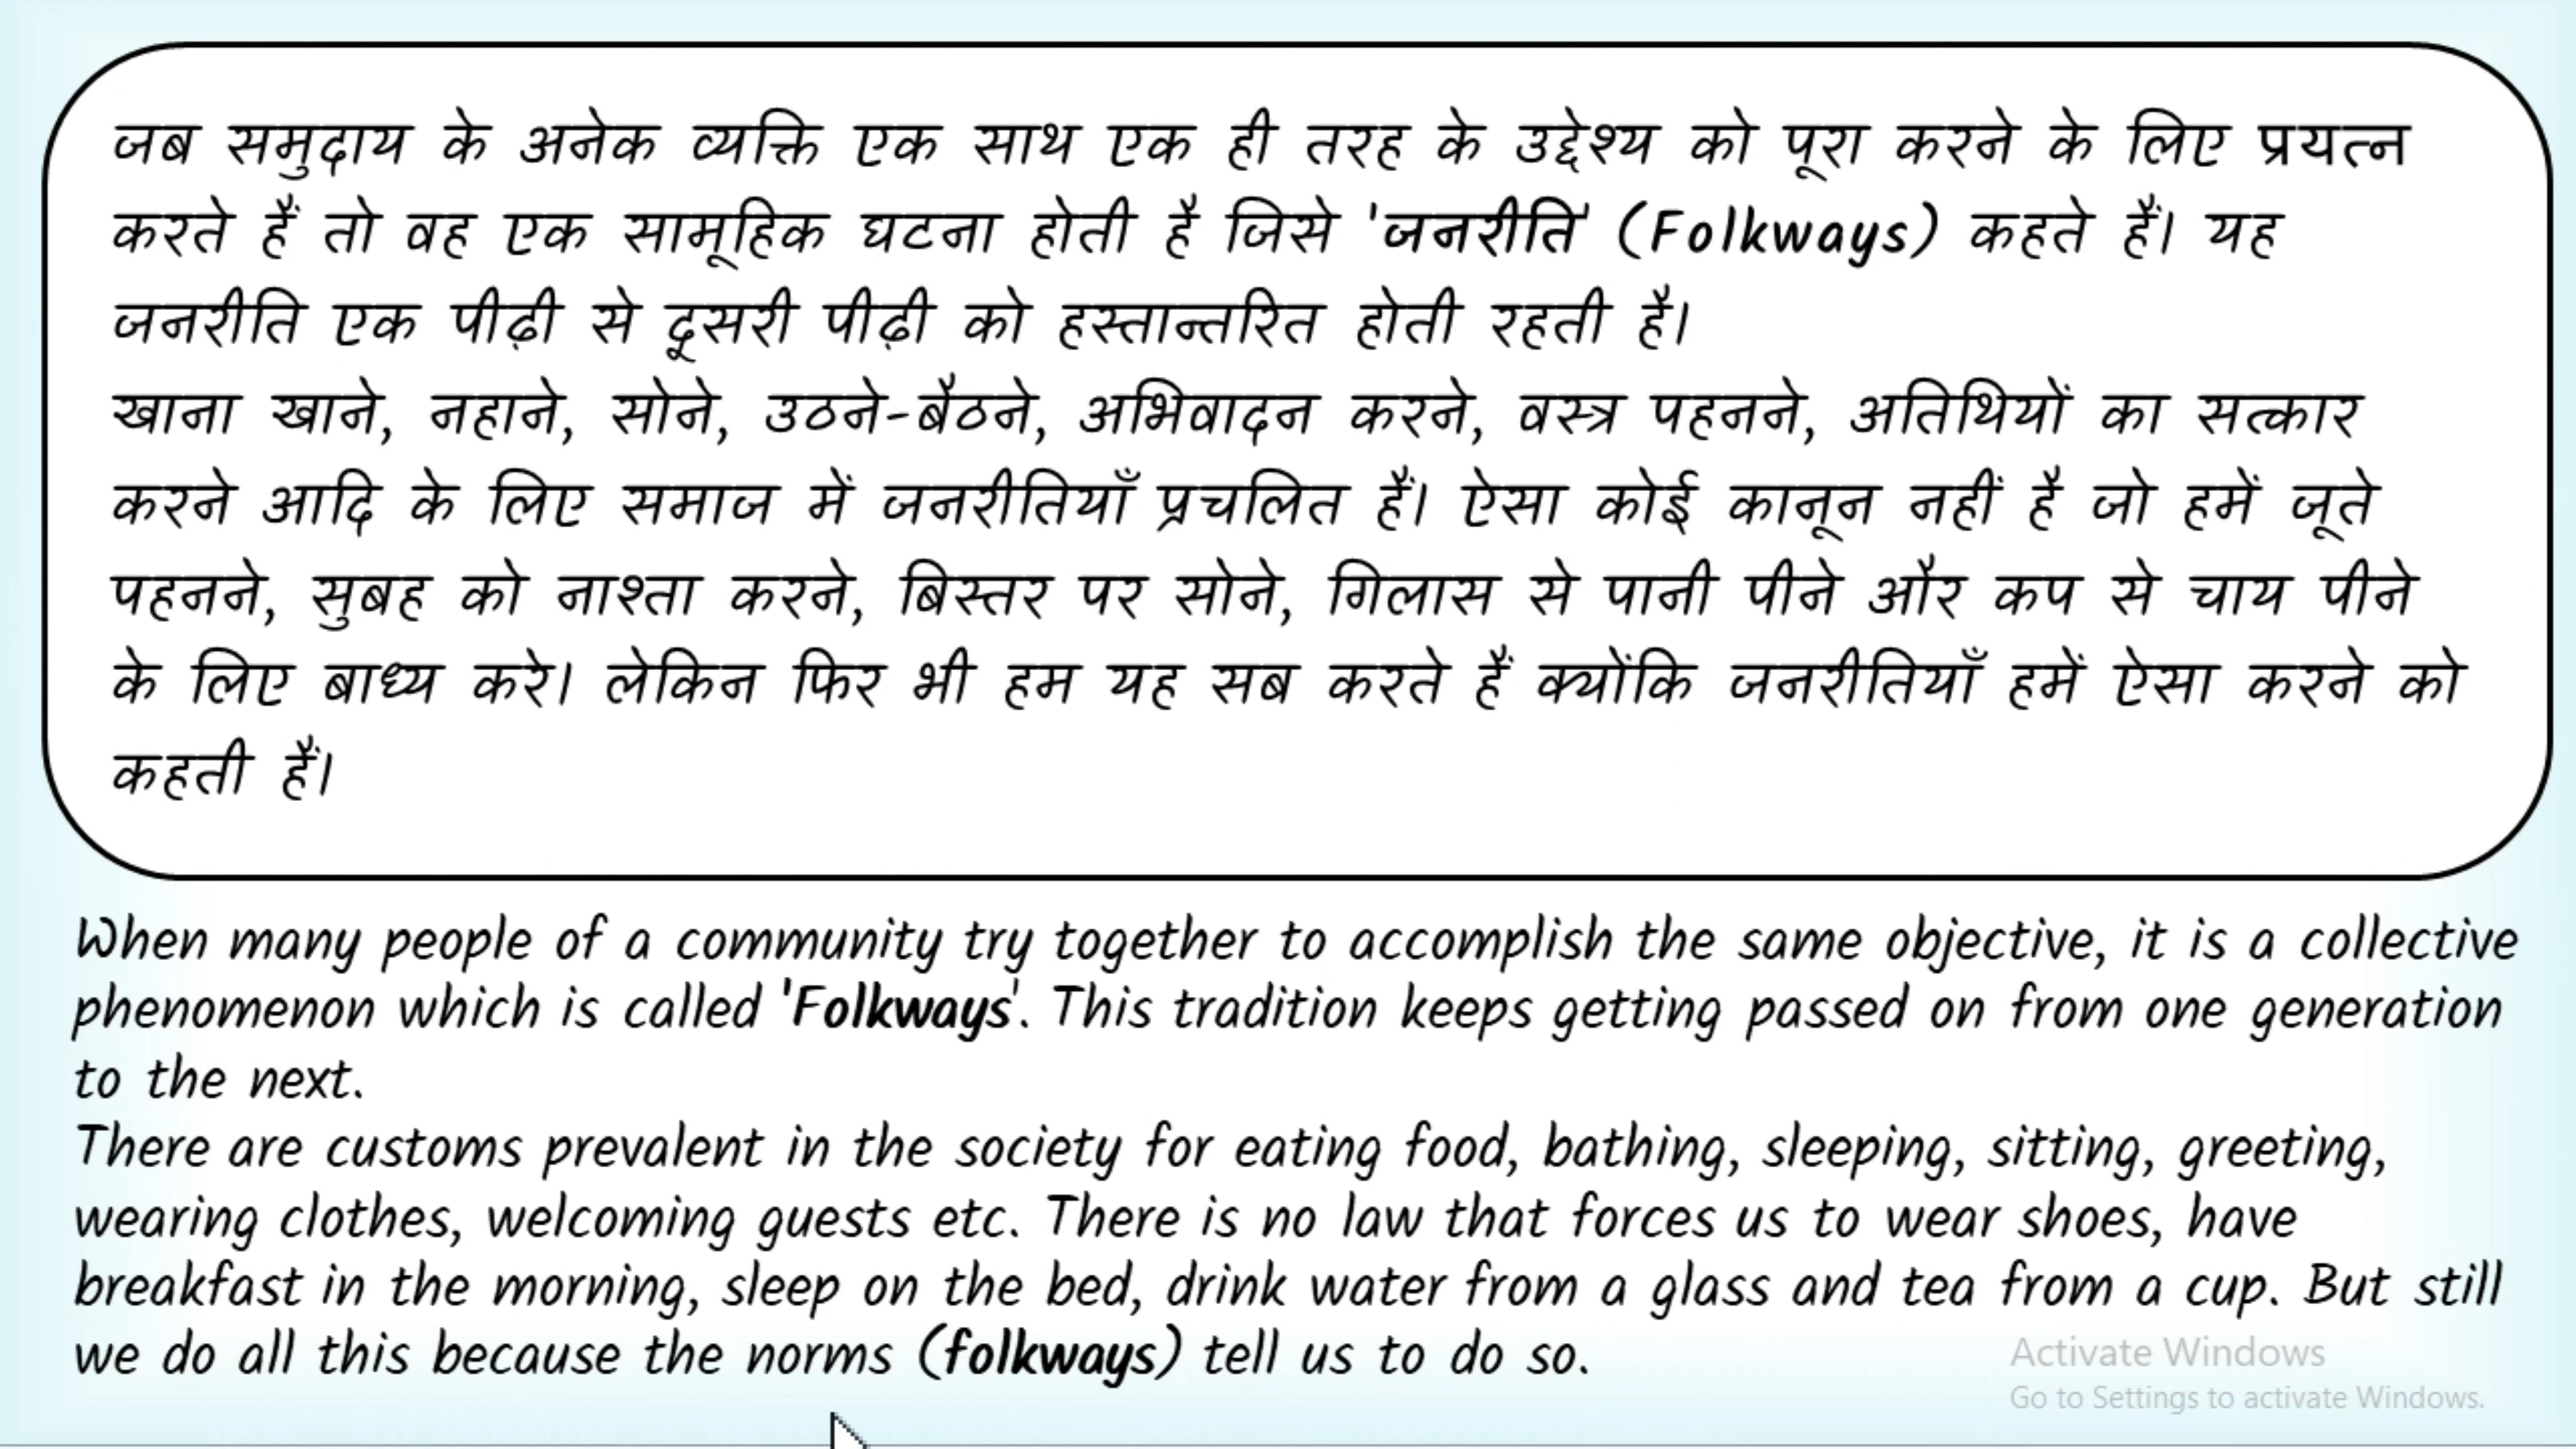 जब समुदाय के अनेक व्यक्ति एक साथ एक ही तरह के उद्देश्य को पूरा करने के लिए प्रयत्न
करते हैं तो वह एक सामूहिक घटना होती है जिसे 'जनरीति' (Folkways) कहते हैं। यह
जनरीति एक पीढ़ी से दूसरी पीढ़ी को हस्तान्तरित होती रहती है।
खाना खाने, नहाने, सोने, उठने-बैठने, अभिवादन करने, वस्त्र पहनने, अतिथियों का सत्कार
करने आदि के लिए समाज में जनरीतियाँ प्रचलित हैं। ऐसा कोई कानून नहीं है जो हमें जूते
पहनने, सुबह को नाश्ता करने, बिस्तर पर सोने, गिलास से पानी पीने और कप से चाय पीने
के लिए बाध्य करे। लेकिन फिर भी हम यह सब करते हैं क्योंकि जनरीतियाँ हमें ऐसा करने को
कहती हैं।
When many people of a community try together to accomplish the same objective, it is a collective
phenomenon which is called 'Folkways'. This tradition keeps getting passed on from one generation
to the next.
There are customs prevalent in the society for eating food, bathing, sleeping, sitting, greeting,
wearing clothes, welcoming guests etc. There is no law that forces us to wear shoes, have
breakfast in the morning, sleep on the bed, drink water from a glass and tea from a cup. But still
we do all this because the norms (folkways) tell us to do so.
Activate Windows
Go to Settings to activate Windows.